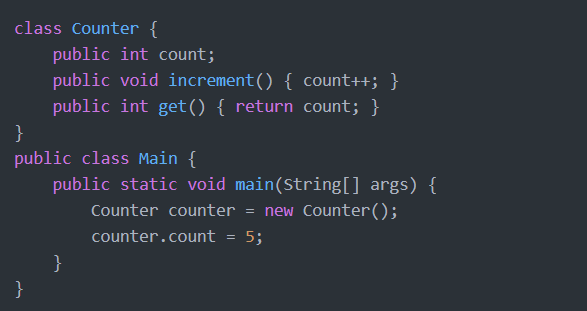 class Counter {
    public int count;
    public void increment() { count++; }
    public int get() { return count; }
}
public class Main {
    public static void main(String[] args) {
        Counter counter = new Counter();
        counter.count = 5;
    }
}